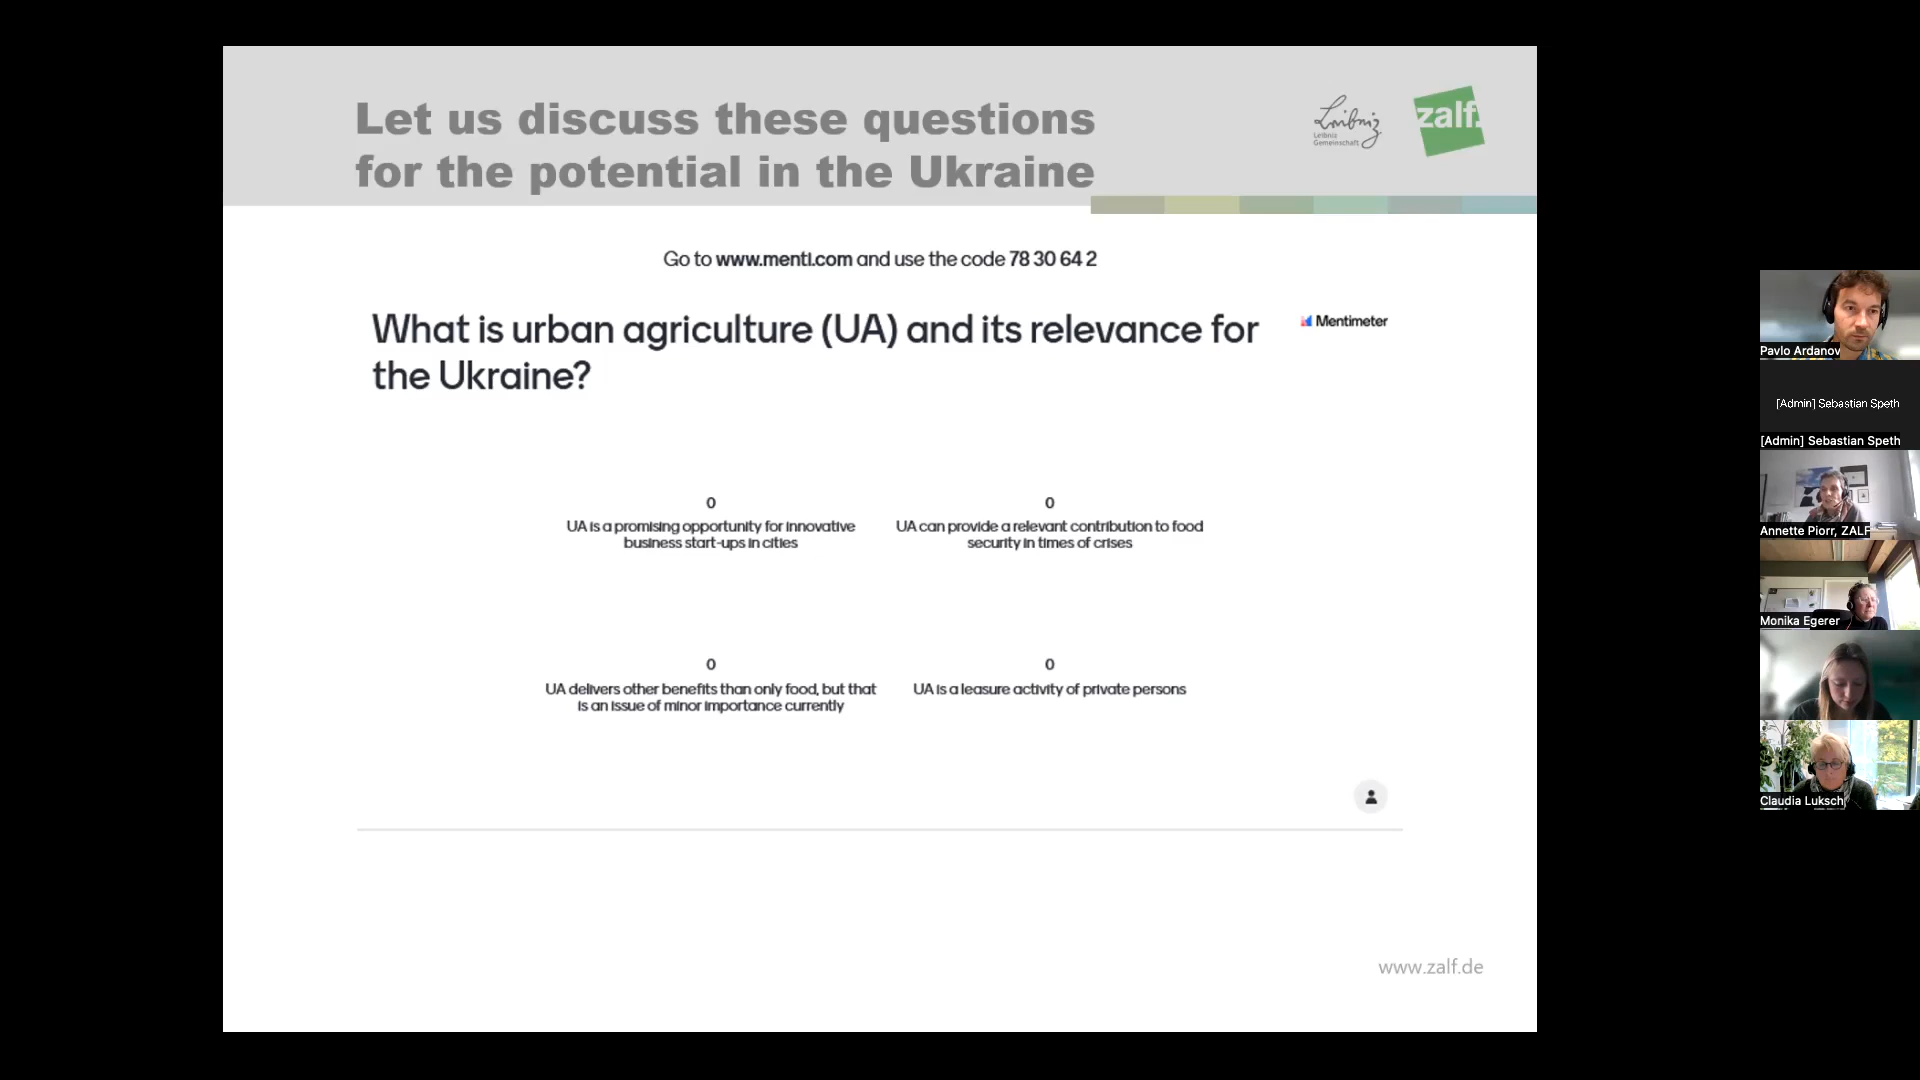 Let us discuss these questions
for the potential in the Ukraine
Leibniz
Leibniz
Gemeinschaft
zalf.
Go to www.menti.com and use the code 78 30 64 2
What is urban agriculture (UA) and its relevance for
the Ukraine?
Mentimeter
0
UA is a promising opportunity for innovative
business start-ups in cities
0
UA can provide a relevant contribution to food
security in times of crises
0
UA delivers other benefits than only food, but that
is an issue of minor importance currently
0
UA is a leasure activity of private persons
www.zalf.de
Pavlo Ardanov
[Admin] Sebastian Speth
[Admin] Sebastian Speth
Annette Piorr, ZALF
Monika Egerer
Claudia Luksch